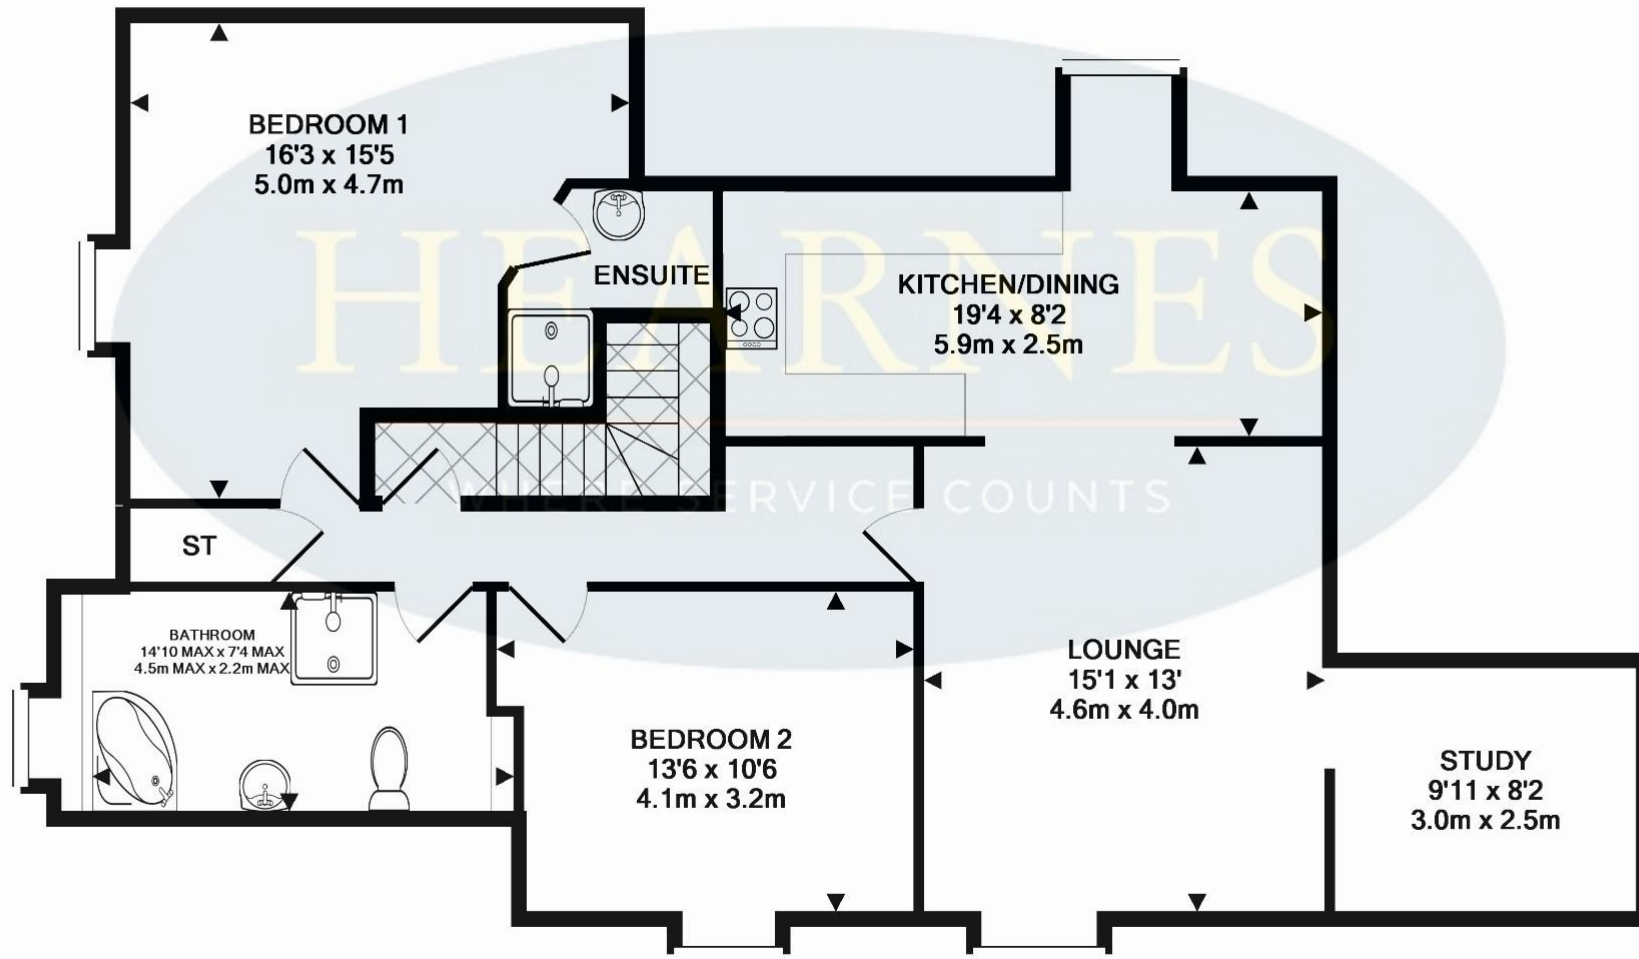 BEDROOM 1
16'3 x 15'5
5.0m x 4.7m
ENSUITE
KITCHEN/DINING
19'4 x 8'2
5.9m x 2.5m
HEARNES
WHERE SERVICE COUNTS
ST
BATHROOM
14'10 MAX x 7'4 MAX
4.5m MAX x 2.2m MAX
BEDROOM 2
13'6 x 10'6
4.1m x 3.2m
LOUNGE
15'1 x 13'
4.6m x 4.0m
STUDY
9'11 x 8'2
3.0m x 2.5m